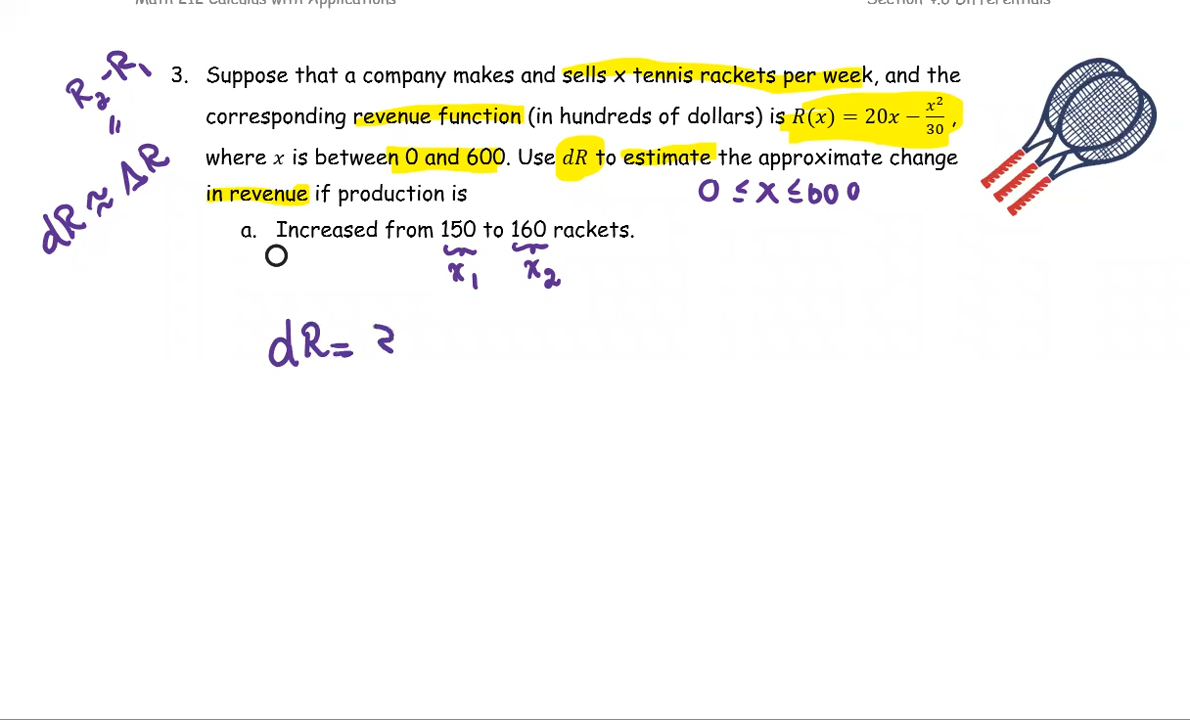 Math 212 Calculus with Applications Section 4.8 Differentials
R₂ - R₁
=
dR ≈ ΔR
3. Suppose that a company makes and sells x tennis rackets per week, and the
corresponding revenue function (in hundreds of dollars) is R(x) = 20x − x²/30 ,
where x is between 0 and 600. Use dR to estimate the approximate change
in revenue if production is
0 ≤ x ≤ 600
a. Increased from 150 to 160 rackets.
x₁ x₂
dR =